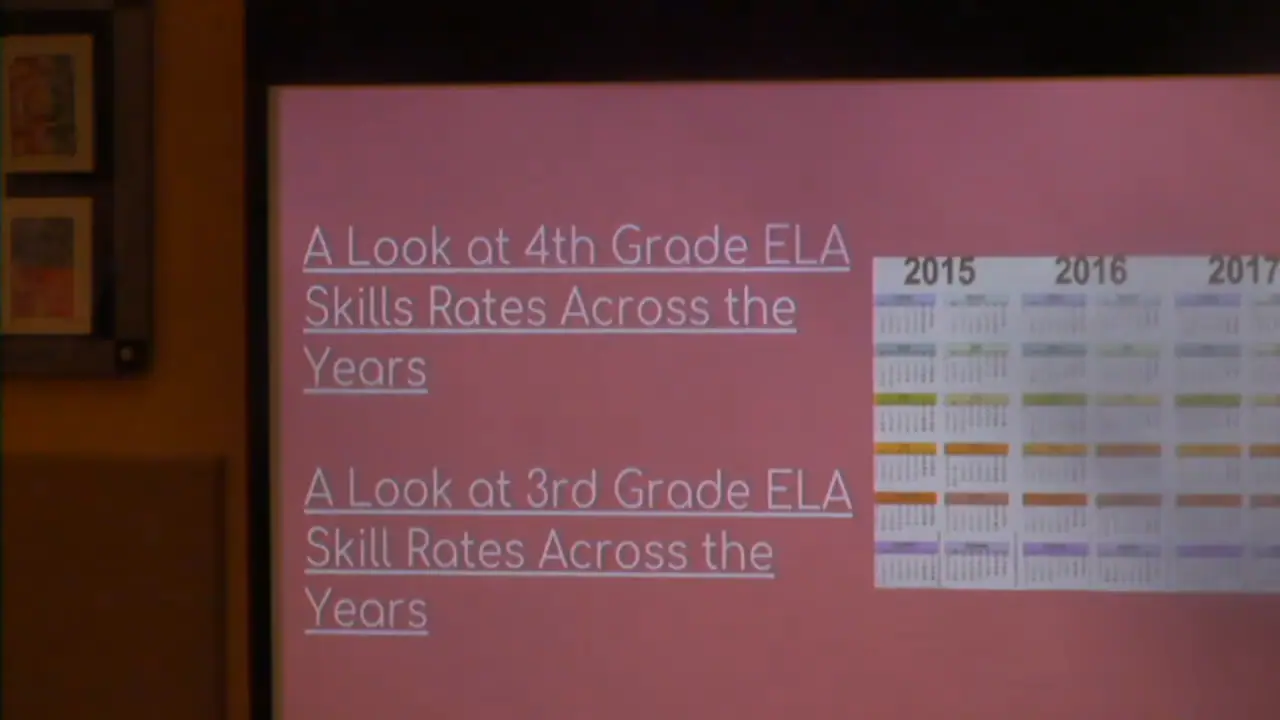 A Look at 4th Grade ELA
Skills Rates Across the
Years
A Look at 3rd Grade ELA
Skill Rates Across the
Years
2015 2016 2017